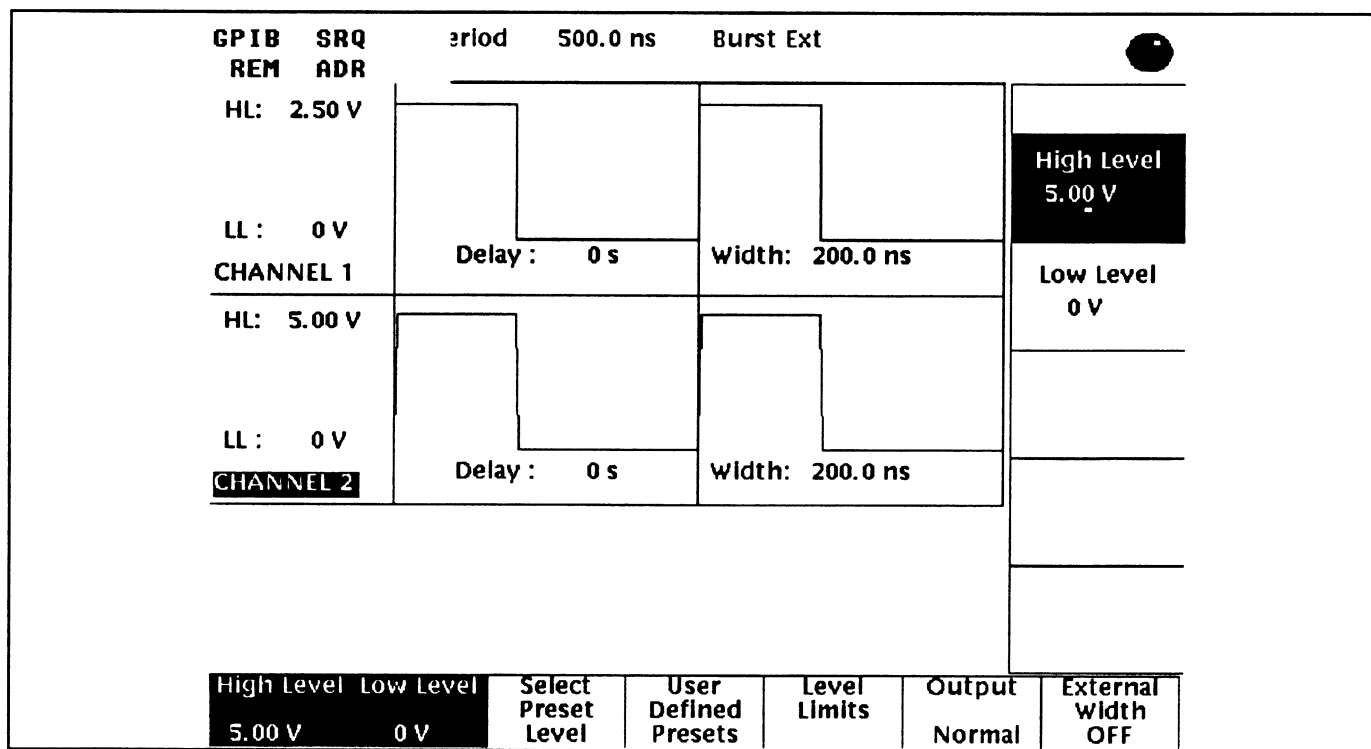 GPIB SRQ
REM ADR
eriod 500.0 ns Burst Ext
HL: 2.50 V
LL : 0 V
CHANNEL 1
Delay : 0 s Width: 200.0 ns
HL: 5.00 V
LL : 0 V
CHANNEL 2
Delay : 0 s Width: 200.0 ns
High Level
5.00 V
Low Level
0 V
High Level Low Level
5.00 V 0 V
Select
Preset
Level
User
Defined
Presets
Level
Limits
Output
Normal
External
Width
OFF